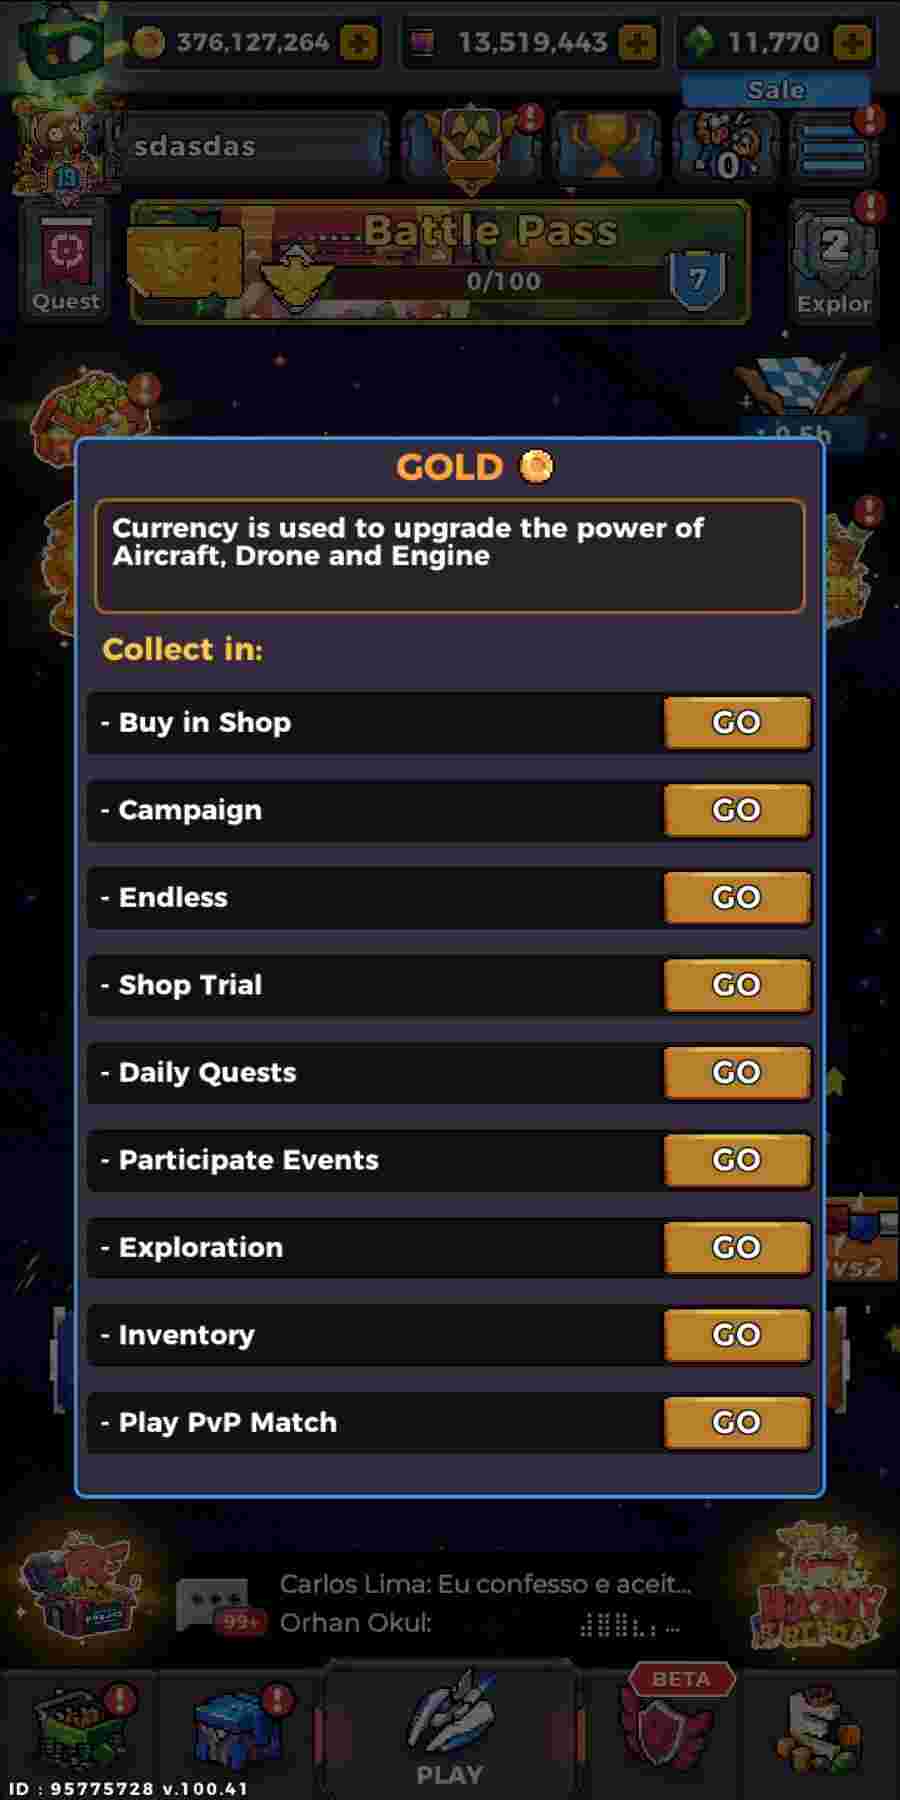 376,127,264
13,519,443
11,770
Sale
sdasdas
19
0
Battle Pass
0/100
7
Quest
2
Explor
GOLD
Currency is used to upgrade the power of
Aircraft, Drone and Engine
Collect in:
- Buy in Shop GO
- Campaign GO
- Endless GO
- Shop Trial GO
- Daily Quests GO
- Participate Events GO
- Exploration GO
- Inventory GO
- Play PvP Match GO
vs2
Carlos Lima: Eu confesso e aceit...
99+
Orhan Okul:
HAPPY
BETA
PLAY
ID : 95775728 v.100.41